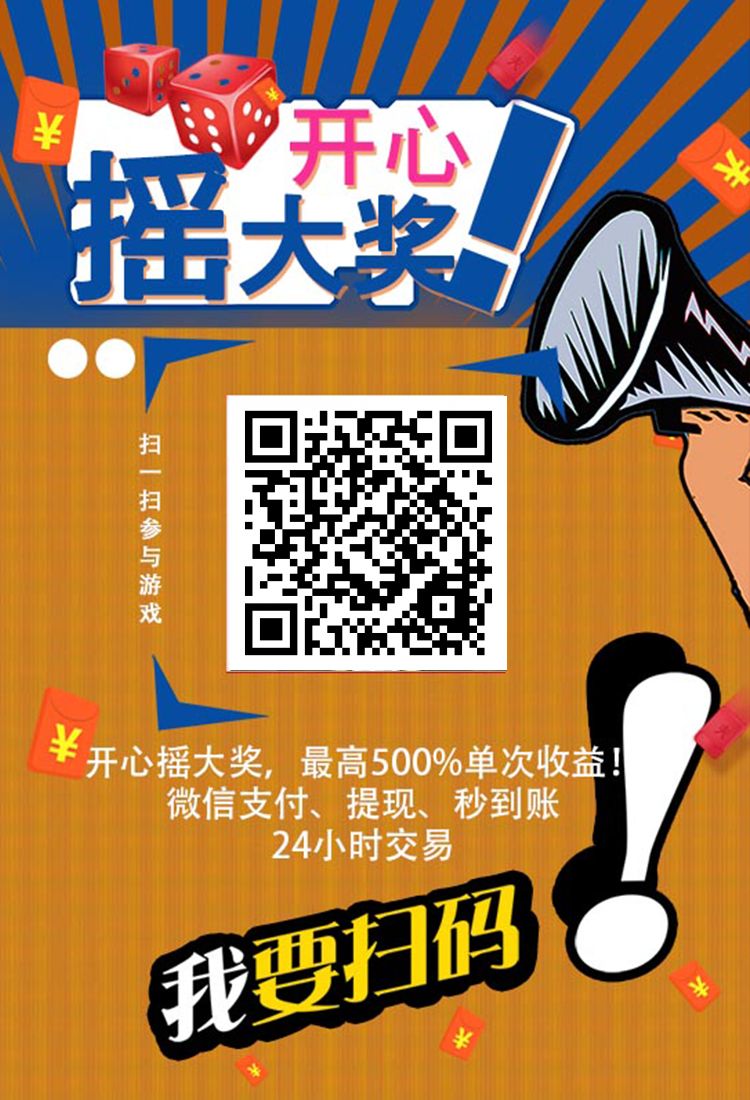 开心
摇大奖!
扫一扫参与游戏
开心摇大奖，最高500%单次收益！
微信支付、提现、秒到账
24小时交易
我要扫码
¥
¥
¥
¥
¥
¥
¥